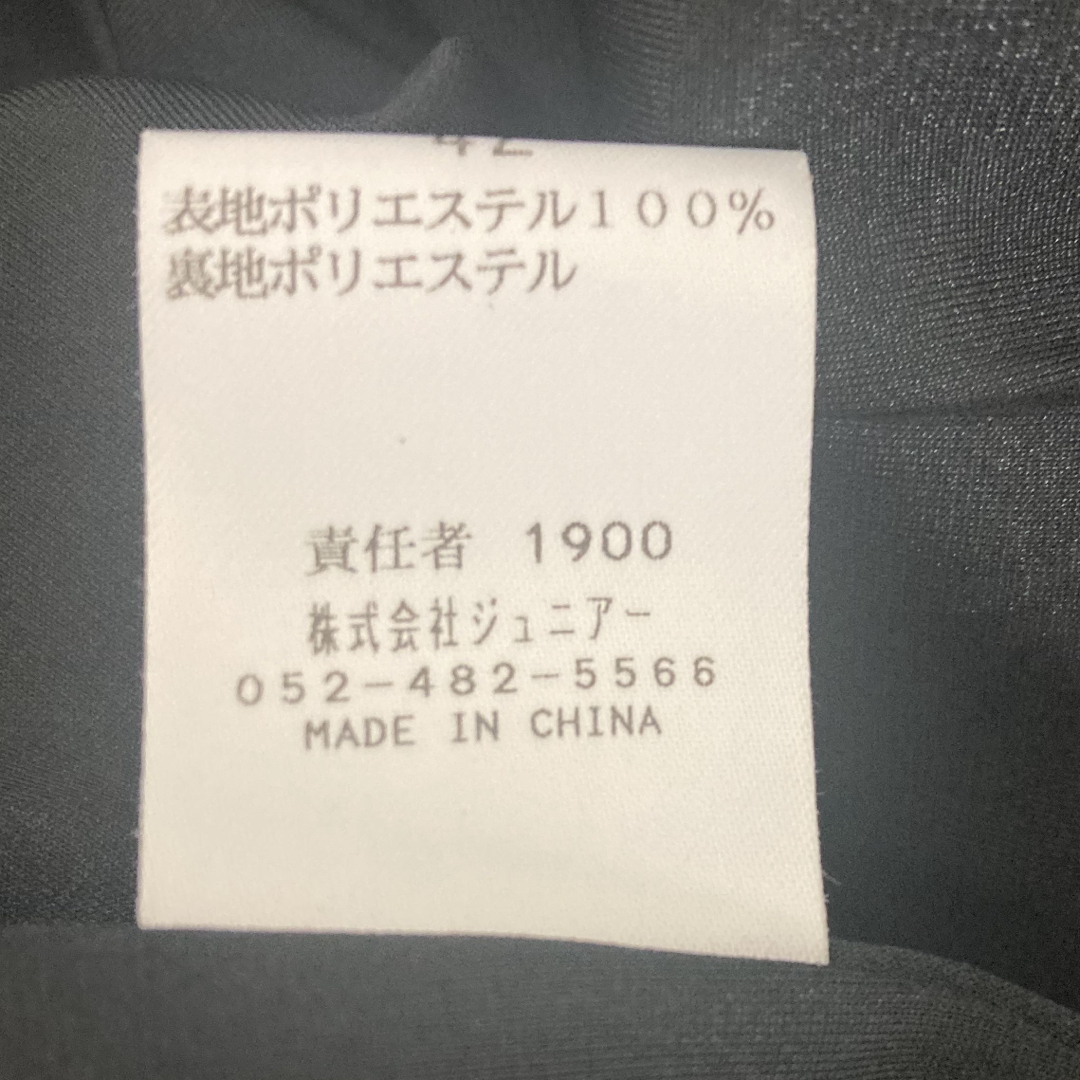 42
表地ポリエステル１００％
裏地ポリエステル
責任者 1900
株式会社ジュニアー
０５２－４８２－５５６６
MADE IN CHINA